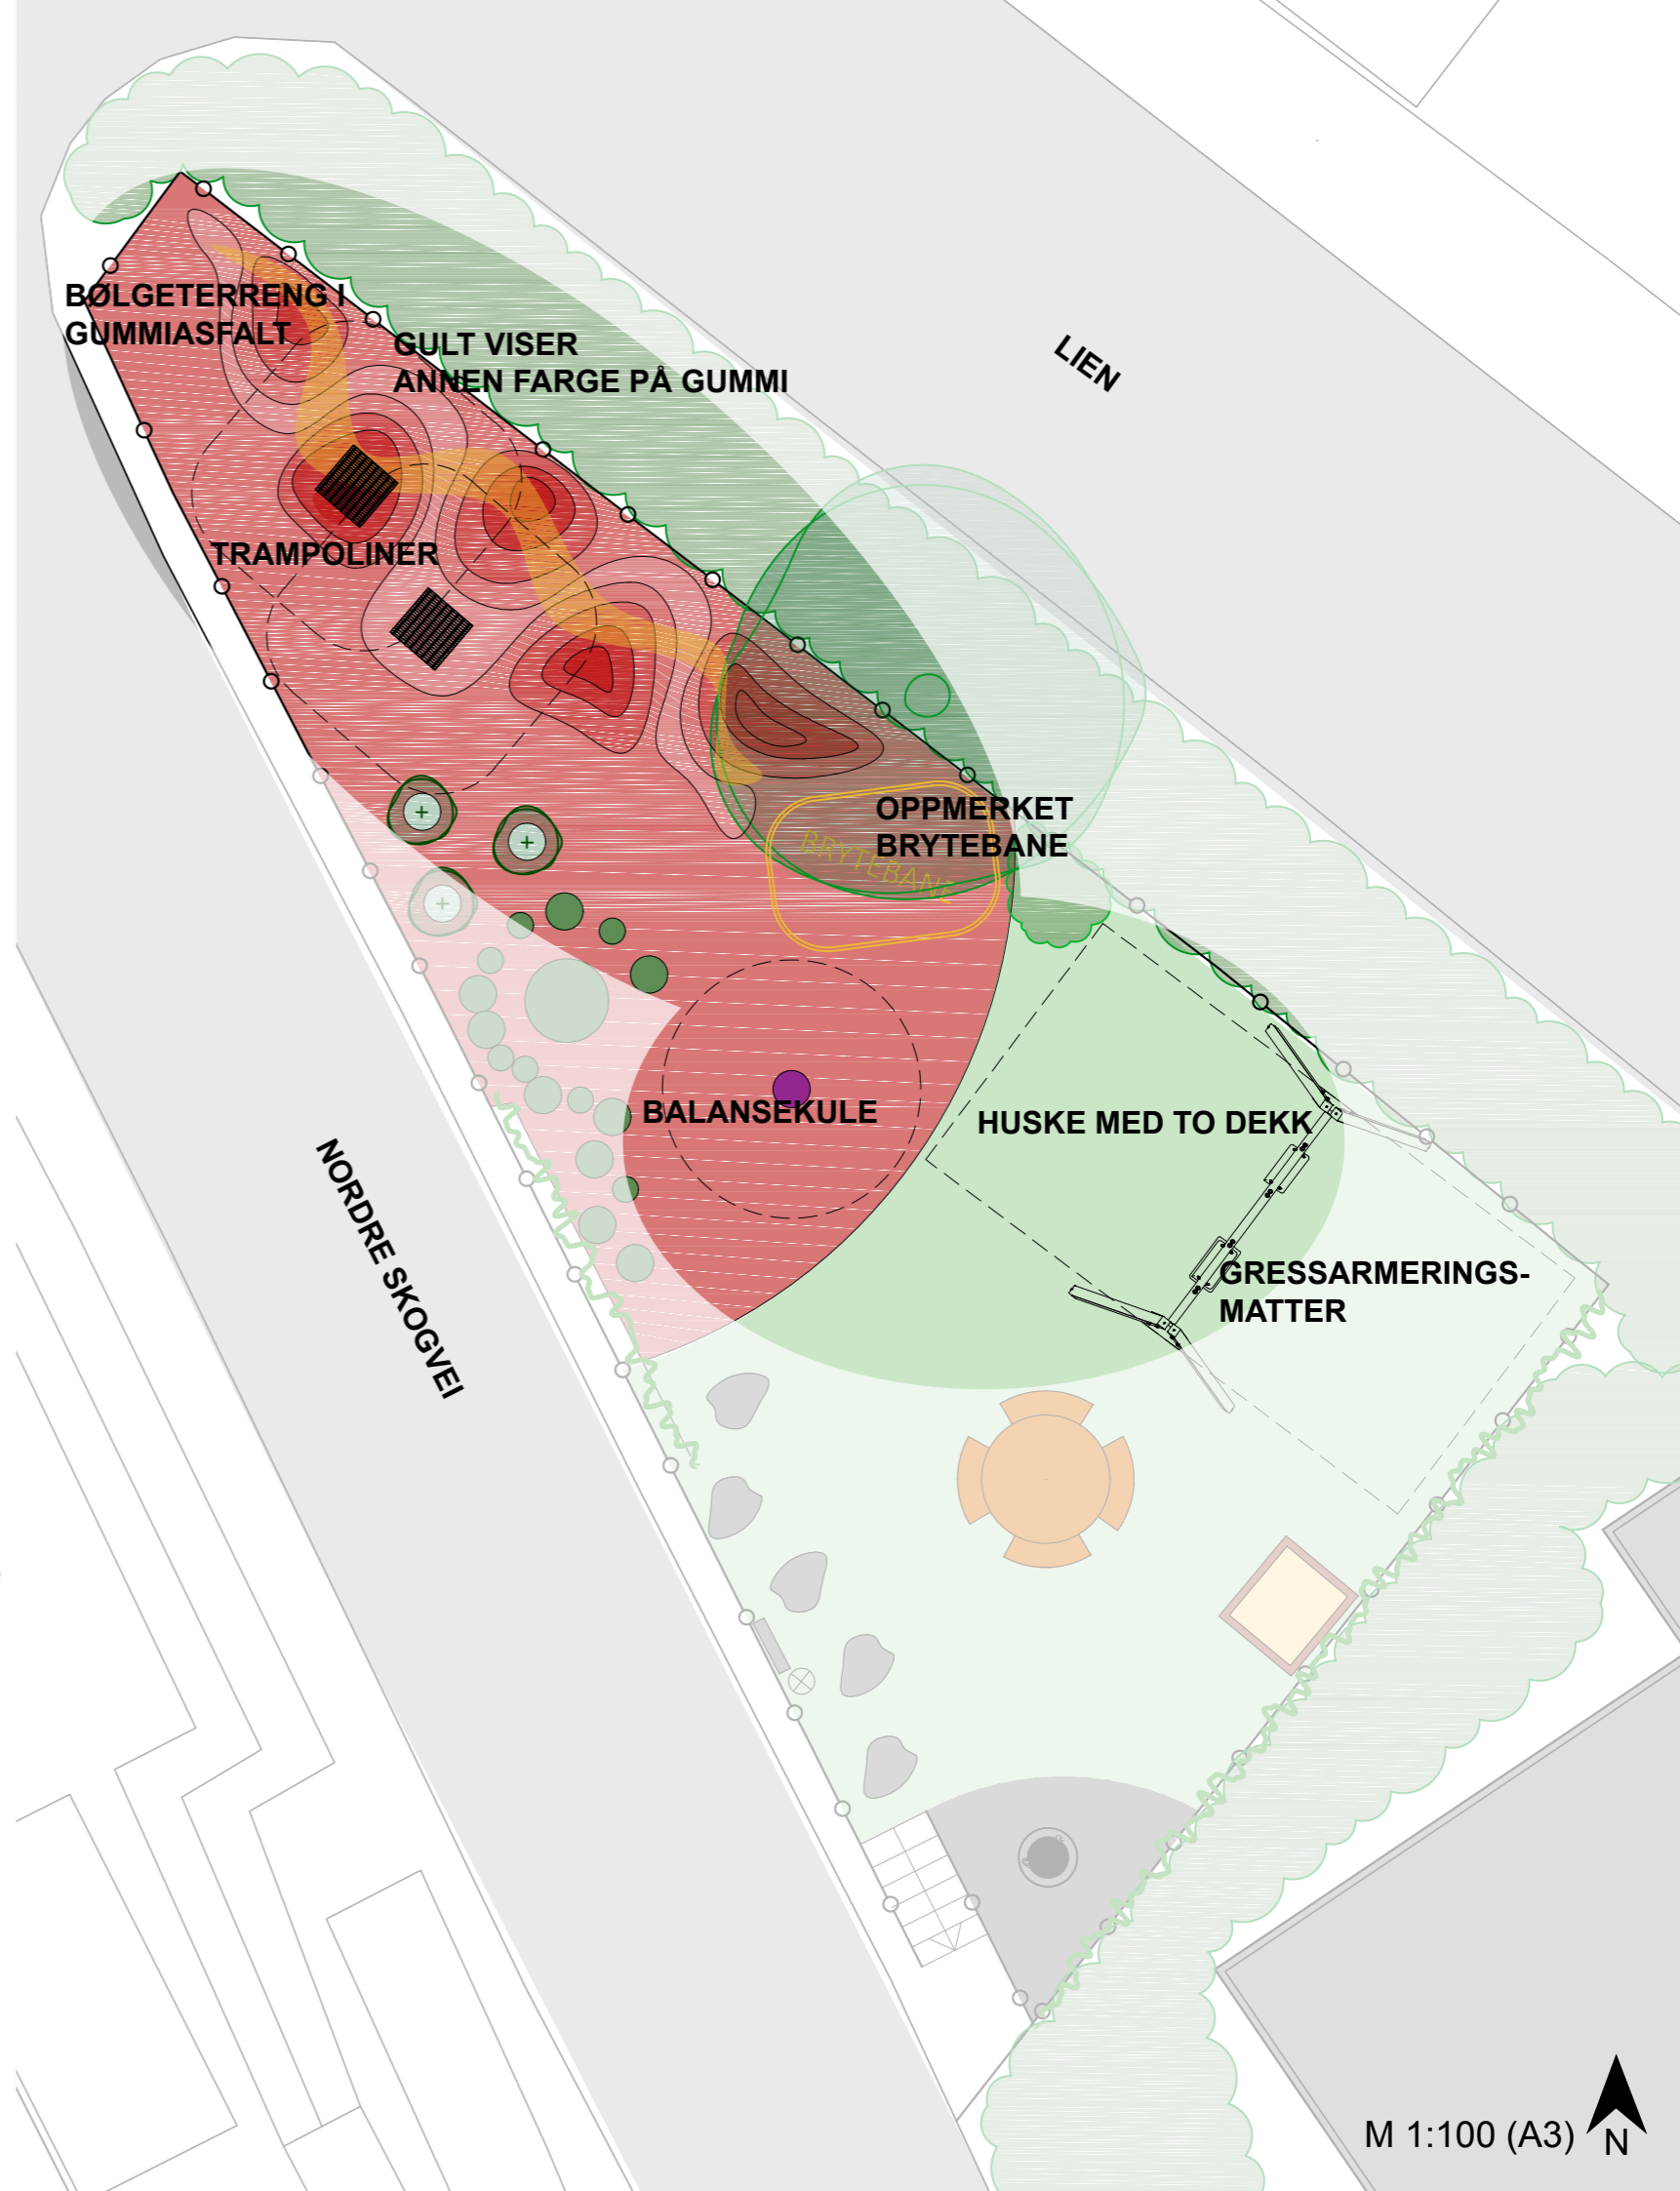 BØLGETERRENG I
GUMMIASFALT
GULT VISER
ANNEN FARGE PÅ GUMMI
LIEN
TRAMPOLINER
OPPMERKET
BRYTEBANE
BRYTEBANE
BALANSEKULE
HUSKE MED TO DEKK
NORDRE SKOGVEI
GRESSARMERINGS-
MATTER
M 1:100 (A3)
N